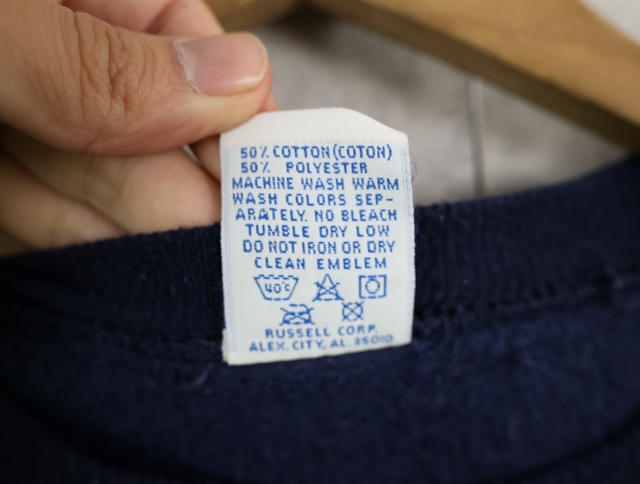 50% COTTON (COTON)
50% POLYESTER
MACHINE WASH WARM
WASH COLORS SEP-
ARATELY. NO BLEACH
TUMBLE DRY LOW
DO NOT IRON OR DRY
CLEAN EMBLEM
40°C
RUSSELL CORP.
ALEX. CITY, AL. 35010